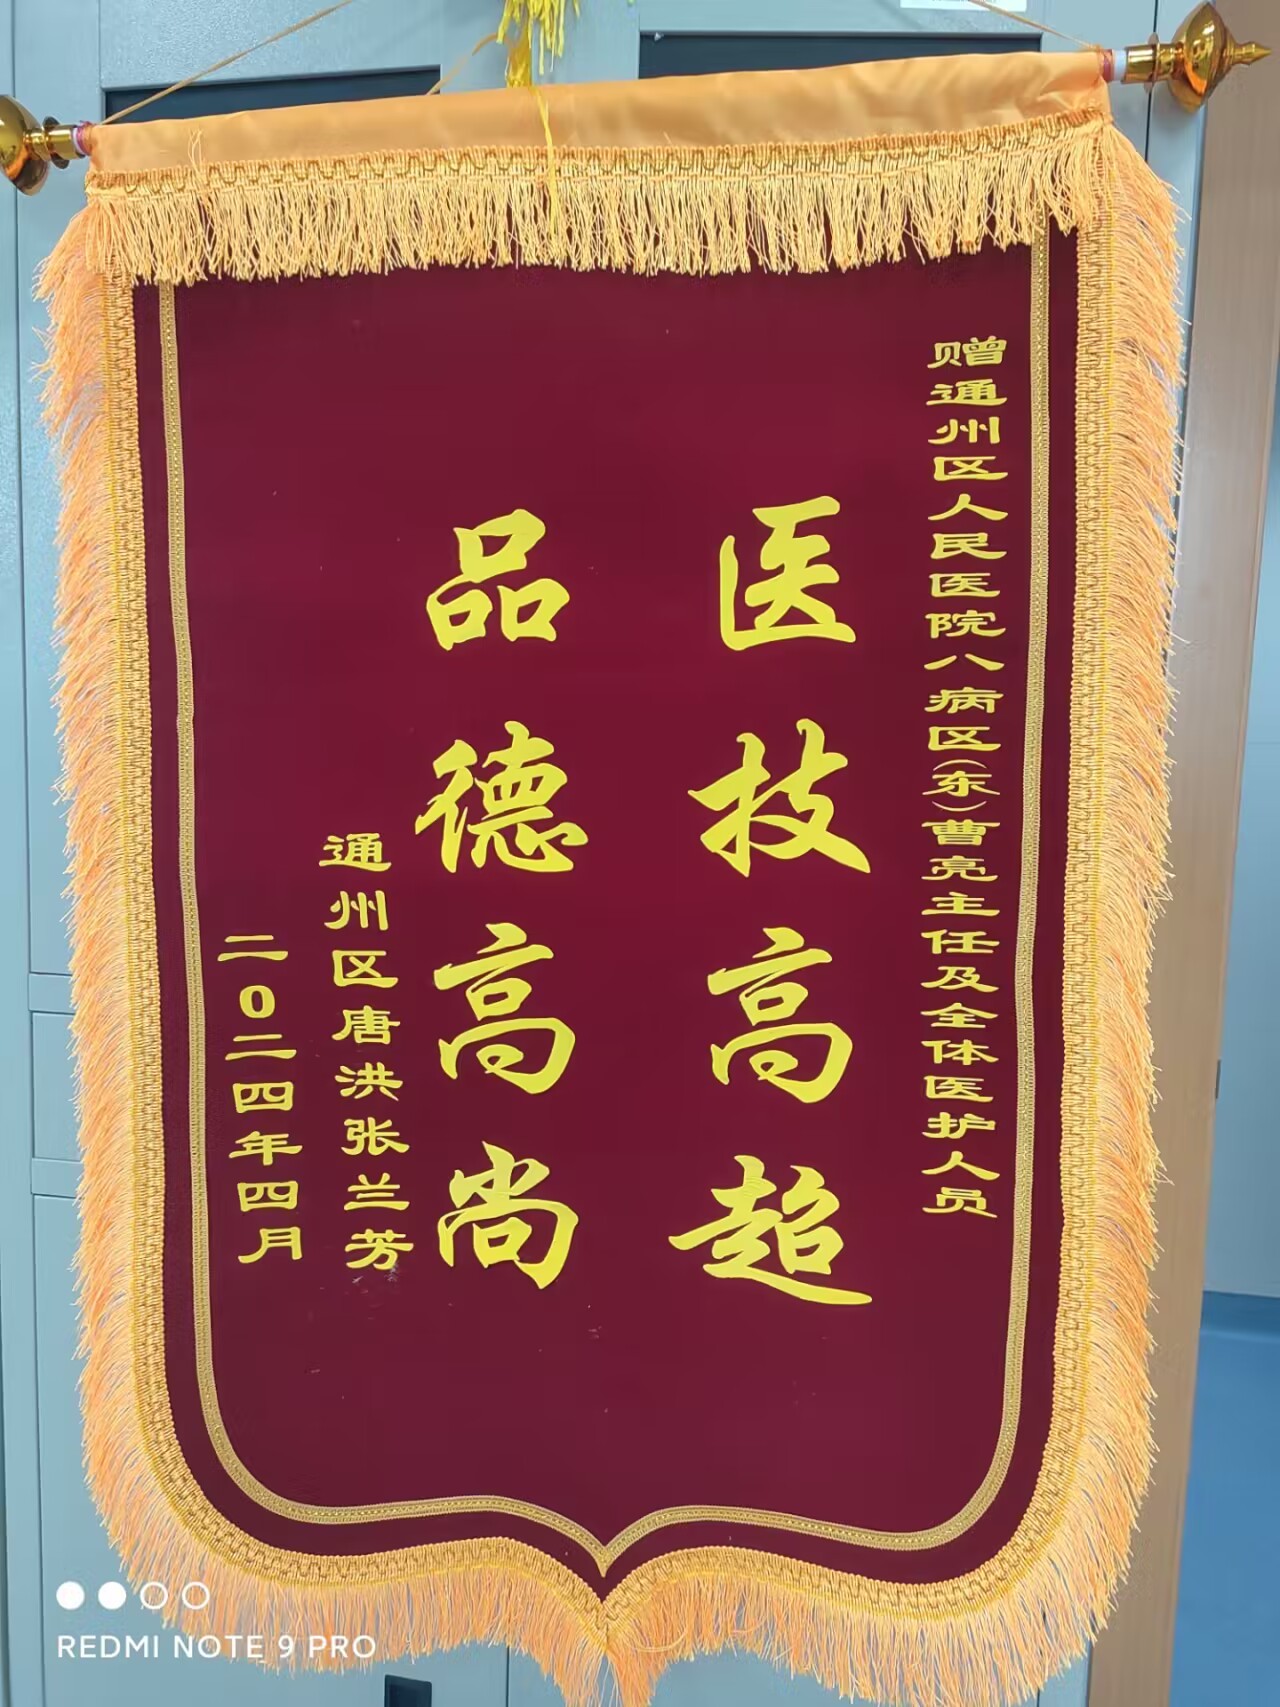 赠通州区人民医院八病区(东)曹亮主任及全体医护人员
医技高超
品德高尚
通州区唐洪张兰芳
二0二四年四月
REDMI NOTE 9 PRO